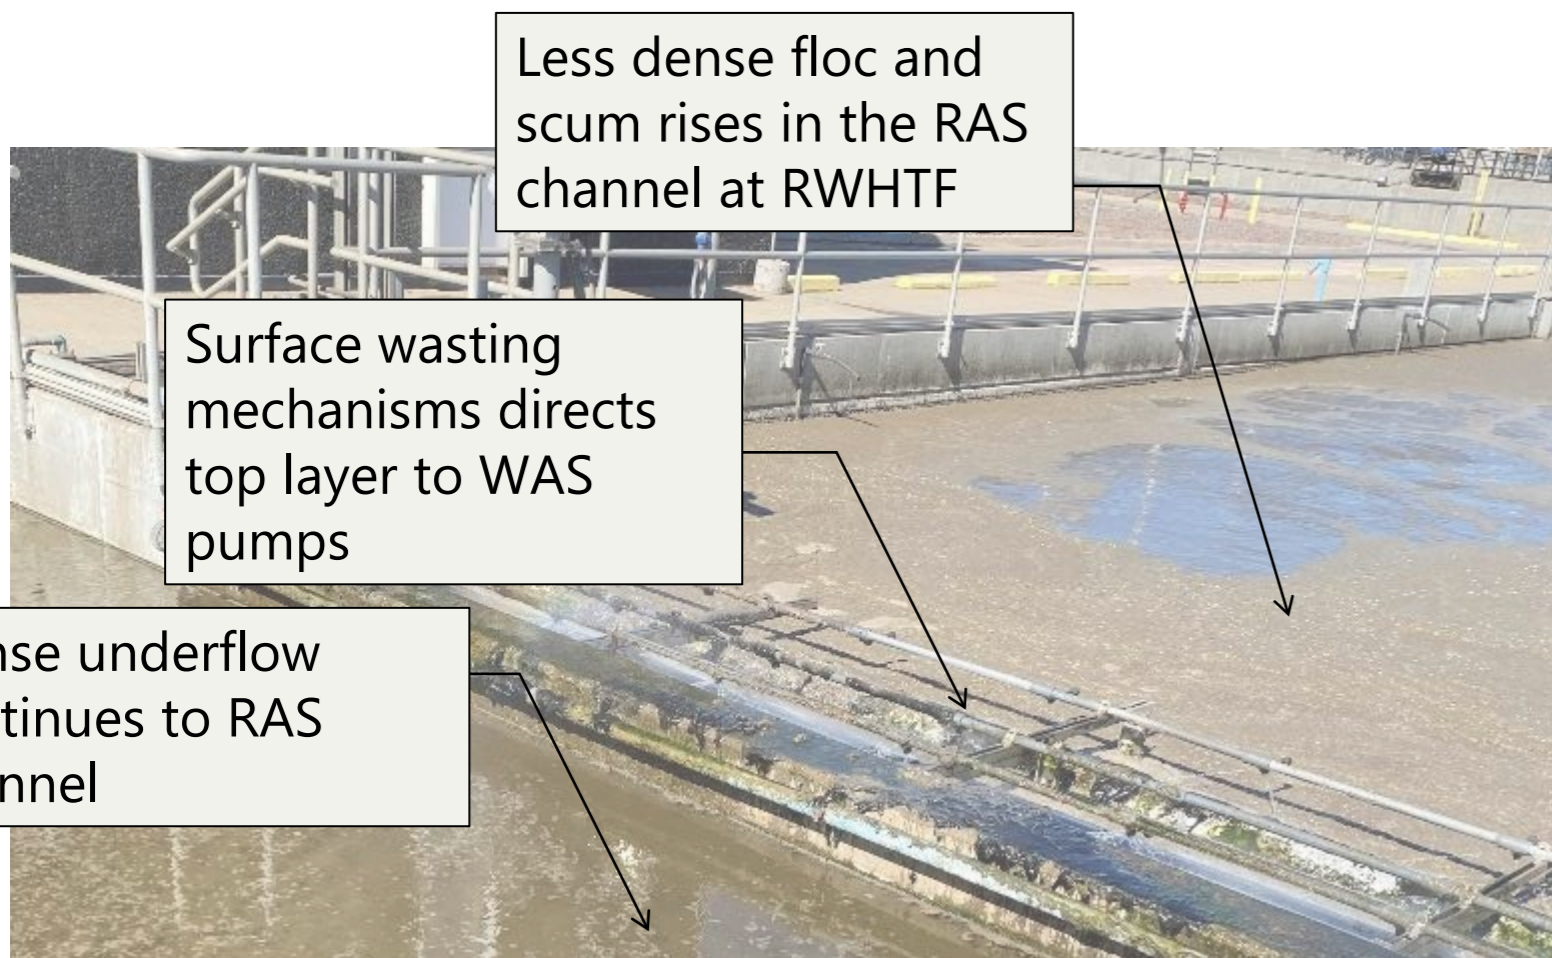 Less dense floc and
scum rises in the RAS
channel at RWHTF
Surface wasting
mechanisms directs
top layer to WAS
pumps
nse underflow
tinues to RAS
nnel